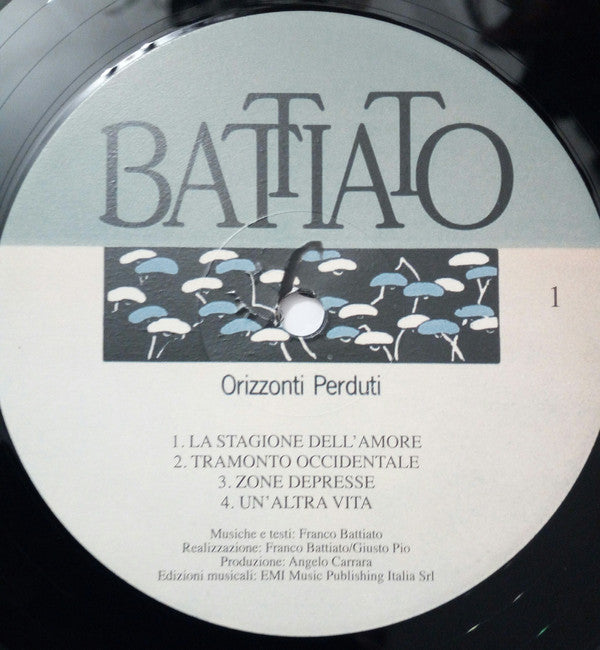 BATTIATO
1
Orizzonti Perduti
1. LA STAGIONE DELL'AMORE
2. TRAMONTO OCCIDENTALE
3. ZONE DEPRESSE
4. UN'ALTRA VITA
Musiche e testi: Franco Battiato
Realizzazione: Franco Battiato/Giusto Pio
Produzione: Angelo Carrara
Edizioni musicali: EMI Music Publishing Italia Srl